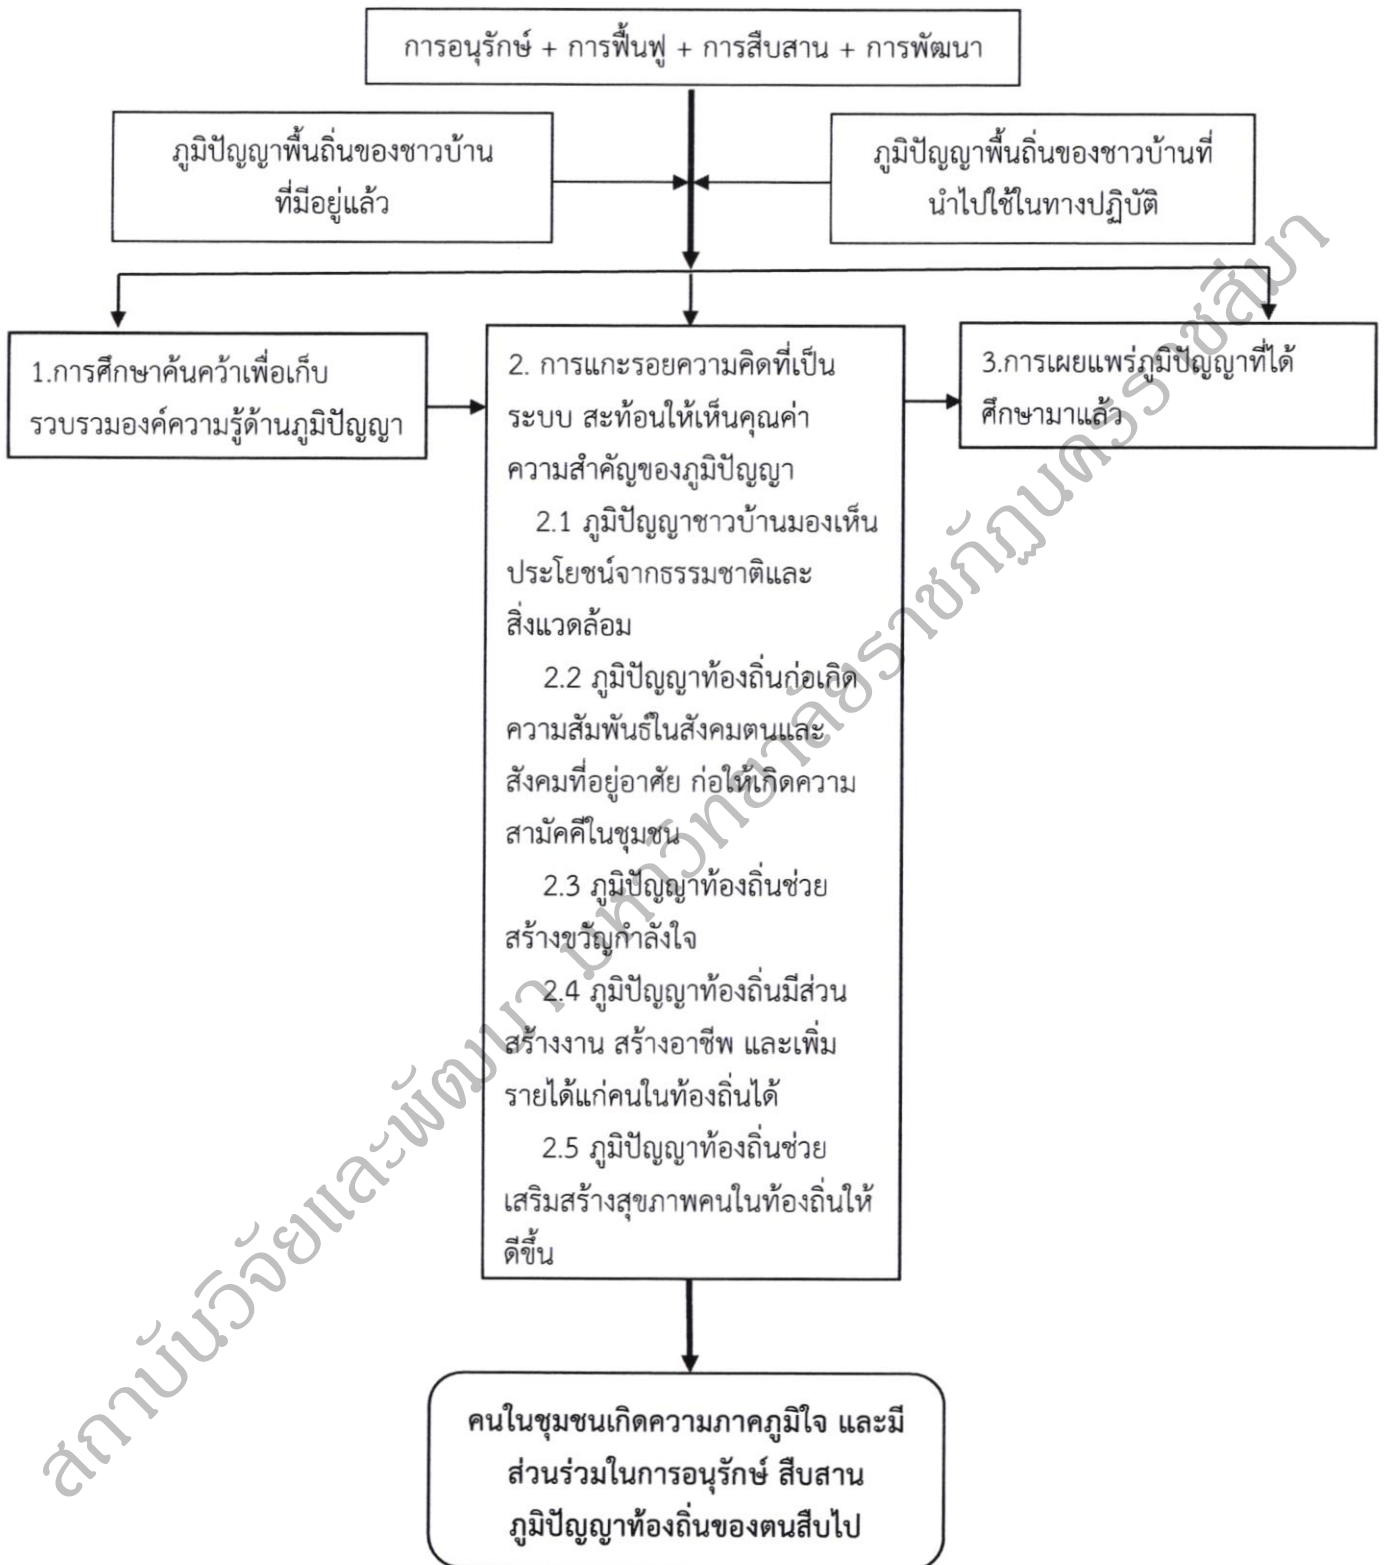 การอนุรักษ์ + การฟื้นฟู + การสืบสาน + การพัฒนา
ภูมิปัญญาพื้นถิ่นของชาวบ้าน
ที่มีอยู่แล้ว
ภูมิปัญญาพื้นถิ่นของชาวบ้านที่
นำไปใช้ในทางปฏิบัติ
1.การศึกษาค้นคว้าเพื่อเก็บ
รวบรวมองค์ความรู้ด้านภูมิปัญญา
2. การแกะรอยความคิดที่เป็น
ระบบ สะท้อนให้เห็นคุณค่า
ความสำคัญของภูมิปัญญา
2.1 ภูมิปัญญาชาวบ้านมองเห็น
ประโยชน์จากธรรมชาติและ
สิ่งแวดล้อม
2.2 ภูมิปัญญาท้องถิ่นก่อเกิด
ความสัมพันธ์ในสังคมตนและ
สังคมที่อยู่อาศัย ก่อให้เกิดความ
สามัคคีในชุมชน
2.3 ภูมิปัญญาท้องถิ่นช่วย
สร้างขวัญกำลังใจ
2.4 ภูมิปัญญาท้องถิ่นมีส่วน
สร้างงาน สร้างอาชีพ และเพิ่ม
รายได้แก่คนในท้องถิ่นได้
2.5 ภูมิปัญญาท้องถิ่นช่วย
เสริมสร้างสุขภาพคนในท้องถิ่นให้
ดีขึ้น
3.การเผยแพร่ภูมิปัญญาที่ได้
ศึกษามาแล้ว
คนในชุมชนเกิดความภาคภูมิใจ และมี
ส่วนร่วมในการอนุรักษ์ สืบสาน
ภูมิปัญญาท้องถิ่นของตนสืบไป
สถาบันวิจัยและพัฒนา มหาวิทยาลัยราชภัฏนครราชสีมา